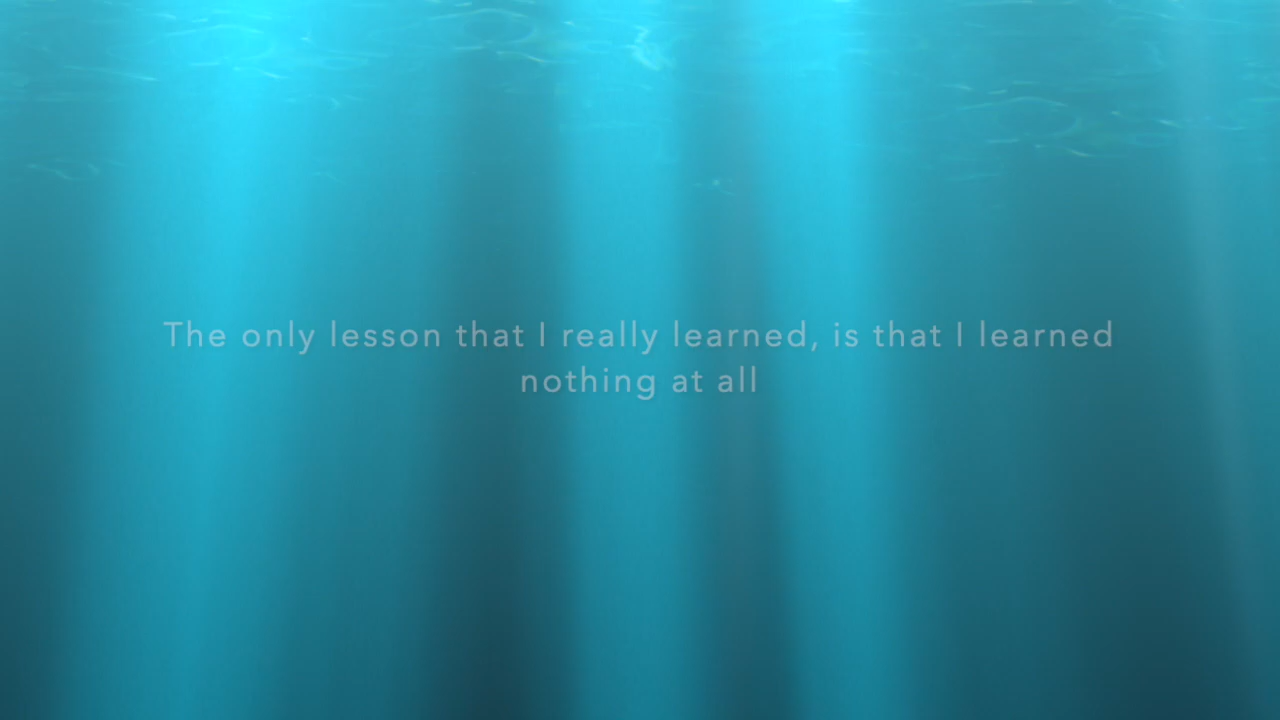 The only lesson that I really learned, is that I learned
nothing at all